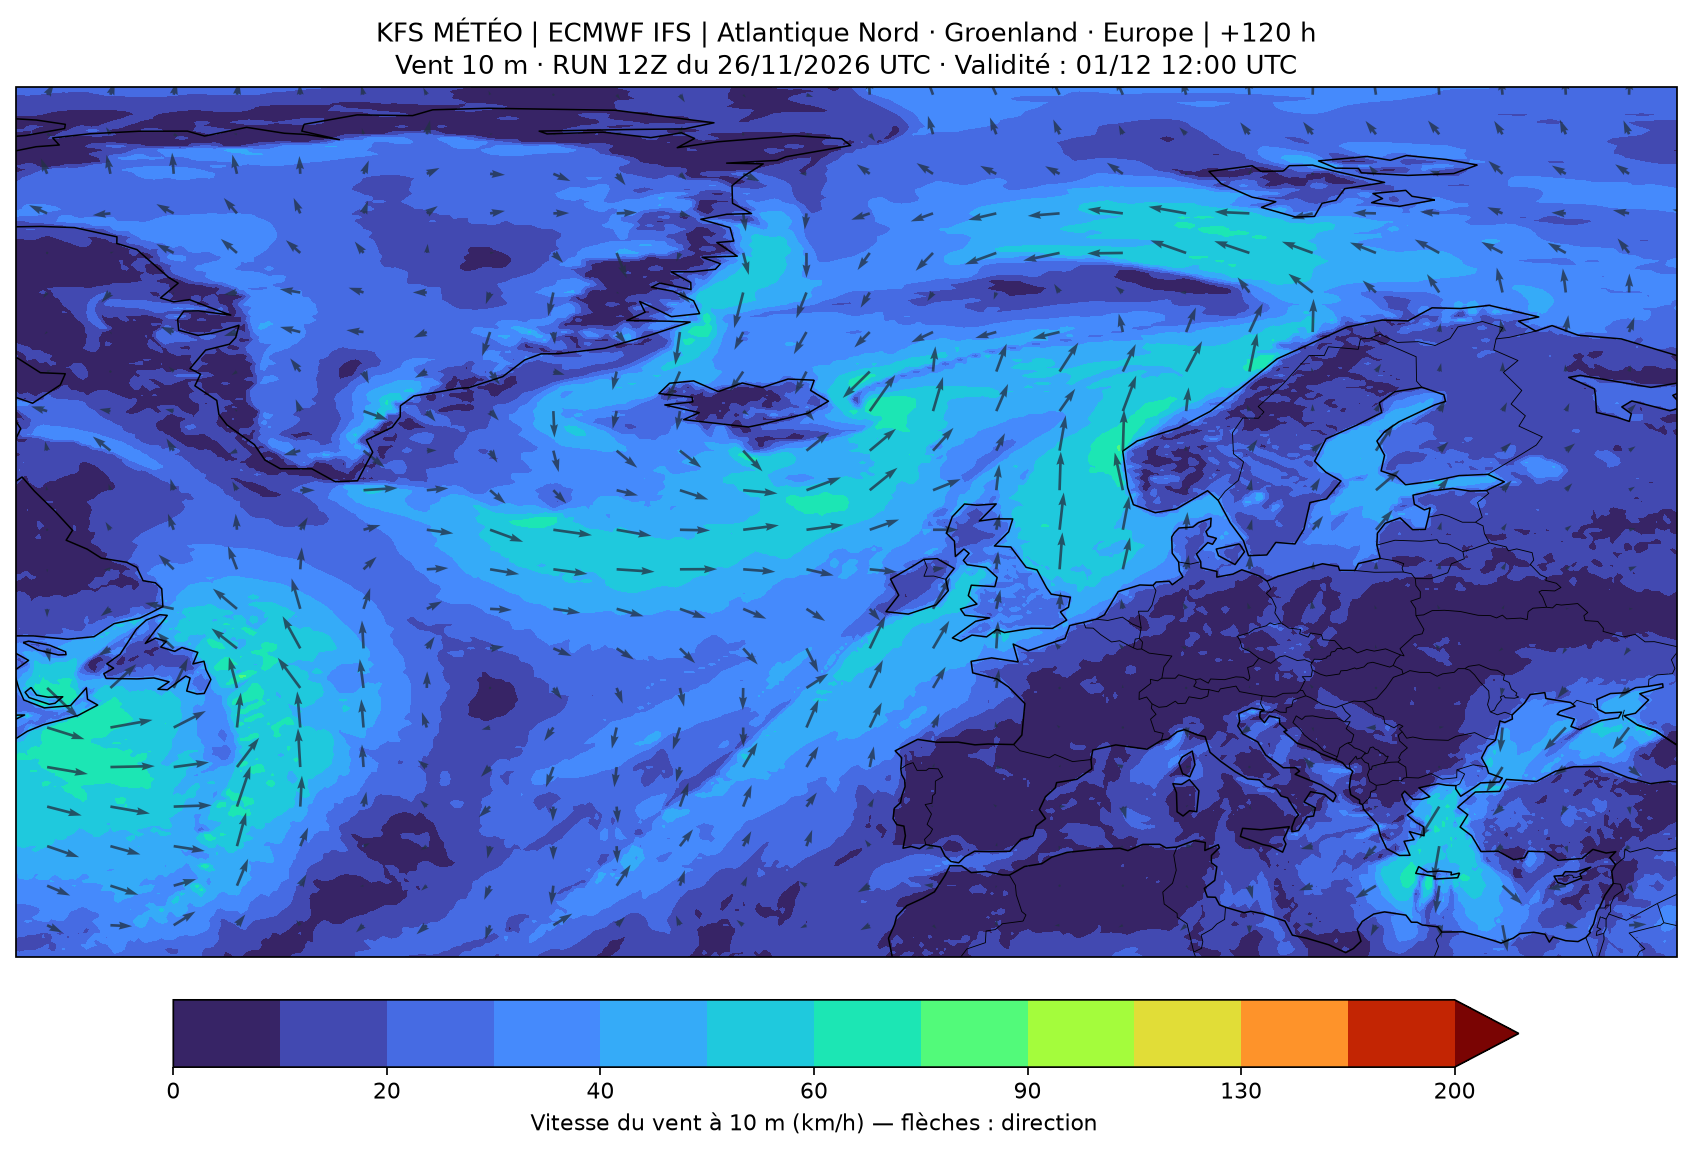 KFS MÉTÉO | ECMWF IFS | Atlantique Nord · Groenland · Europe | +120 h
Vent 10 m · RUN 12Z du 26/11/2026 UTC · Validité : 01/12 12:00 UTC
0 20 40 60 90 130 200
Vitesse du vent à 10 m (km/h) — flèches : direction